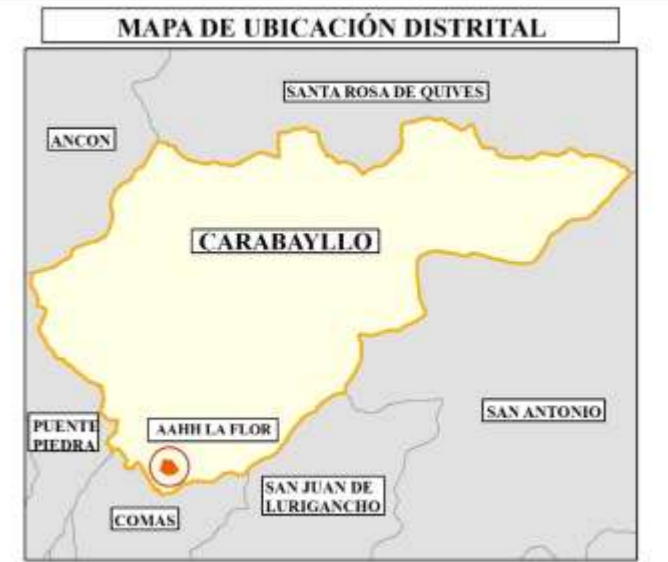 MAPA DE UBICACIÓN DISTRITAL
SANTA ROSA DE QUIVES
ANCON
CARABAYLLO
SAN ANTONIO
PUENTE
PIEDRA
AAHH LA FLOR
SAN JUAN DE
LURIGANCHO
COMAS